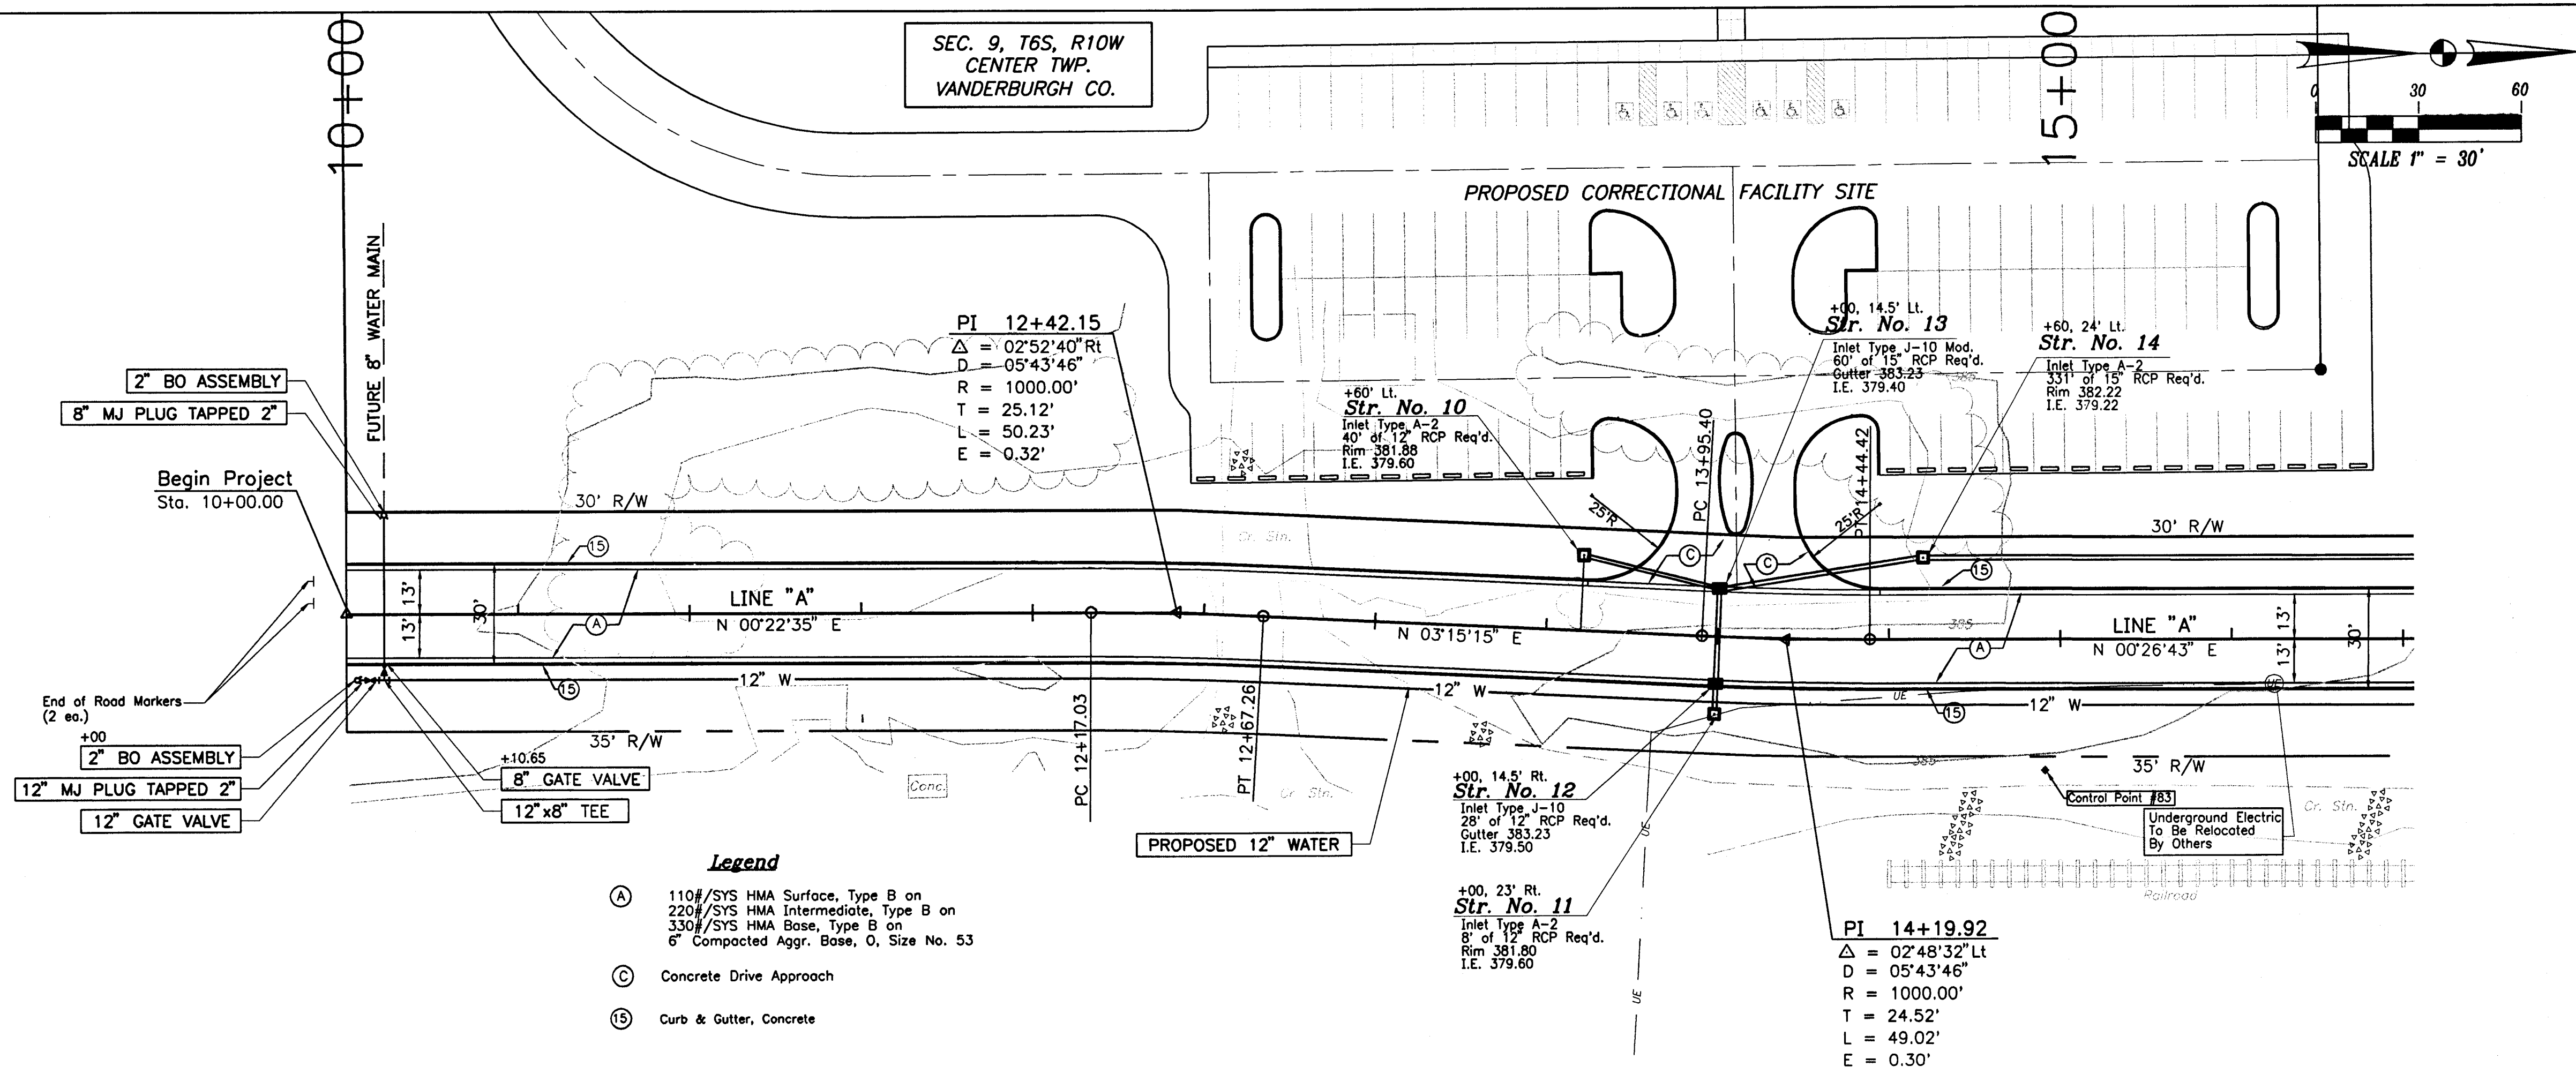 10+00
SEC. 9, T6S, R10W
CENTER TWP.
VANDERBURGH CO.
15+00
0 30 60
SCALE 1" = 30'
PROPOSED CORRECTIONAL FACILITY SITE
FUTURE 8" WATER MAIN
2" BO ASSEMBLY
8" MJ PLUG TAPPED 2"
Begin Project
Sta. 10+00.00
PI 12+42.15
△ = 02°52'40" Rt
D = 05°43'46"
R = 1000.00'
T = 25.12'
L = 50.23'
E = 0.32'
+60' Lt.
Str. No. 10
Inlet Type A-2
40' of 12" RCP Req'd.
Rim 381.88
I.E. 379.60
+00, 14.5' Lt.
Str. No. 13
Inlet Type J-10 Mod.
60' of 15" RCP Req'd.
Gutter 383.23
I.E. 379.40
+60, 24' Lt.
Str. No. 14
Inlet Type A-2
331' of 15" RCP Req'd.
Rim 382.22
I.E. 379.22
385
PC 13+95.40
PT 14+44.42
25'R
25'R
30' R/W
30' R/W
Cr. Stn.
15
C
C
15
13'
13'
30'
LINE "A"
N 00°22'35" E
A
N 03°15'15" E
385
LINE "A"
N 00°26'43" E
A
13'
13'
30'
End of Road Markers
(2 ea.)
15
12" W
12" W
UE
15
12" W
UE
35' R/W
35' R/W
385
+00
2" BO ASSEMBLY
12" MJ PLUG TAPPED 2"
12" GATE VALVE
+10.65
8" GATE VALVE
12"x8" TEE
Conc.
PC 12+17.03
PT 12+67.26
Cr Stn.
PROPOSED 12" WATER
+00, 14.5' Rt.
Str. No. 12
Inlet Type J-10
28' of 12" RCP Req'd.
Gutter 383.23
I.E. 379.50
UE
UE
+00, 23' Rt.
Str. No. 11
Inlet Type A-2
8' of 12" RCP Req'd.
Rim 381.80
I.E. 379.60
Control Point #83
Underground Electric
To Be Relocated
By Others
Cr. Stn.
Railroad
PI 14+19.92
△ = 02°48'32" Lt
D = 05°43'46"
R = 1000.00'
T = 24.52'
L = 49.02'
E = 0.30'
Legend
A 110#/SYS HMA Surface, Type B on
220#/SYS HMA Intermediate, Type B on
330#/SYS HMA Base, Type B on
6" Compacted Aggr. Base, O, Size No. 53
C Concrete Drive Approach
15 Curb & Gutter, Concrete